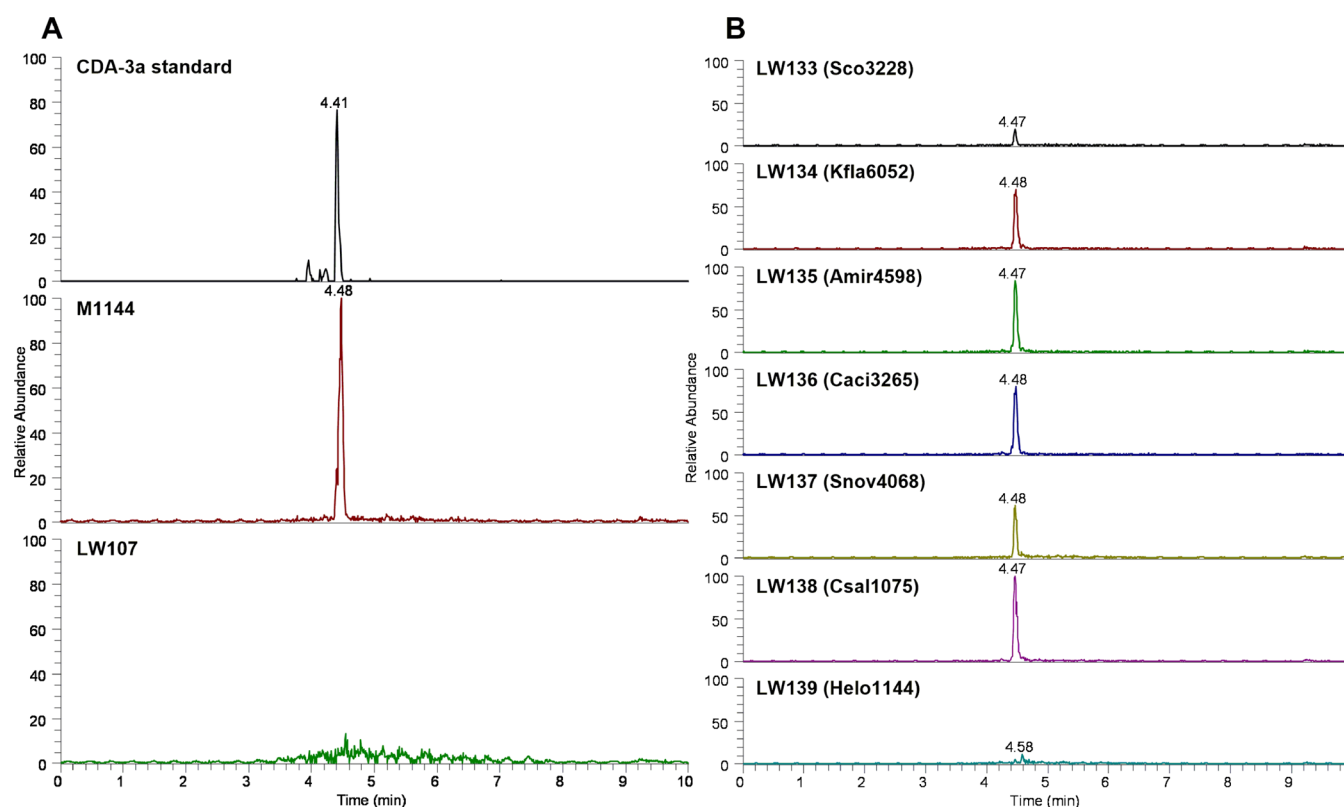 A
CDA-3a standard
4.41
100
80
60
40
20
0
M1144
4.48
100
80
60
40
20
0
LW107
100
80
60
40
20
0
Relative Abundance
0 1 2 3 4 5 6 7 8 9 10
Time (min)
B
LW133 (Sco3228)
4.47
100
50
0
LW134 (Kfla6052)
4.48
100
50
0
LW135 (Amir4598)
4.47
100
50
0
LW136 (Caci3265)
4.48
100
50
0
LW137 (Snov4068)
4.48
100
50
0
LW138 (Csal1075)
4.47
100
50
0
LW139 (Helo1144)
4.58
100
50
0
Relative Abundance
0 1 2 3 4 5 6 7 8 9
Time (min)